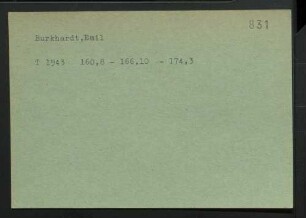 831
Burkhardt,Emil
T 1943 160,8 - 166,10 - 174,3